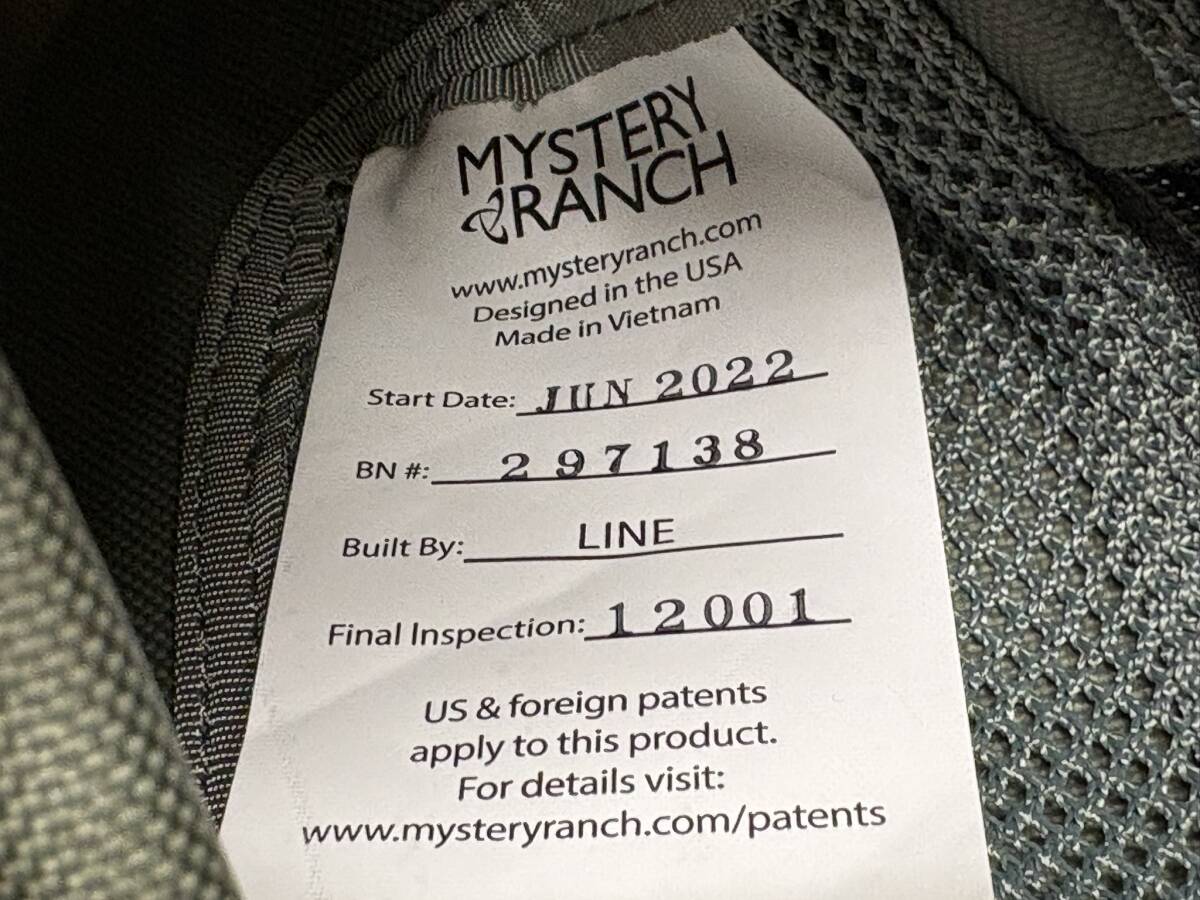 MYSTERY
RANCH
www.mysteryranch.com
Designed in the USA
Made in Vietnam
Start Date: JUN 2022
BN #: 297138
Built By: LINE
Final Inspection: 12001
US & foreign patents
apply to this product.
For details visit:
www.mysteryranch.com/patents